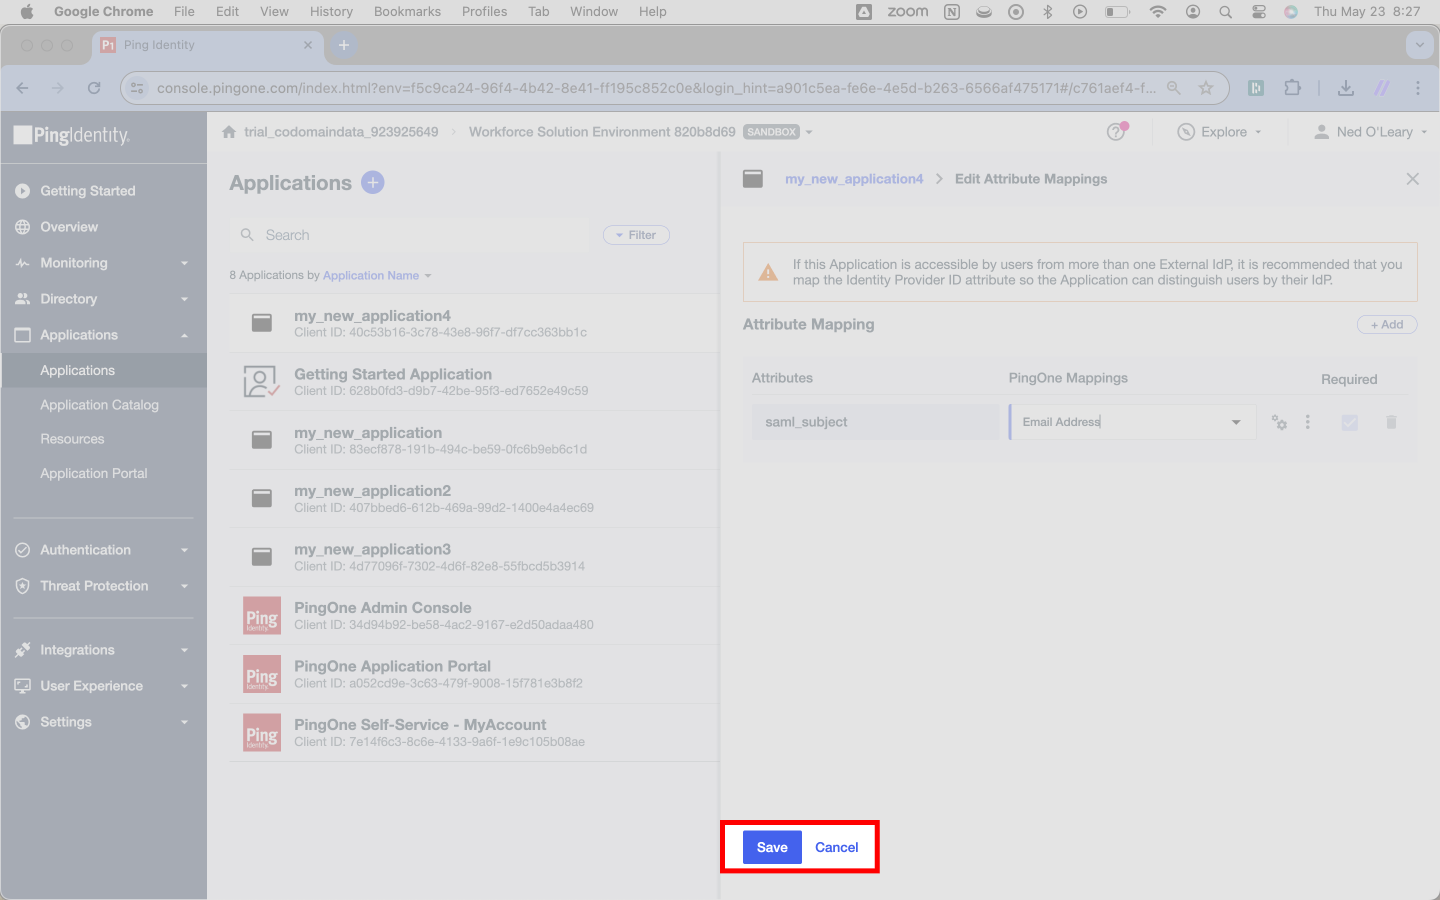 Google Chrome File Edit View History Bookmarks Profiles Tab Window Help zoom Thu May 23 8:27
Ping Identity
console.pingone.com/index.html?env=f5c9ca24-96f4-4b42-8e41-ff195c852c0e&login_hint=a901c5ea-fe6e-4e5d-b263-6566af475171#/c761aef4-f...
PingIdentity.
trial_codomaindata_923925649 Workforce Solution Environment 820b8d69 SANDBOX Explore Ned O'Leary
Getting Started
Overview
Monitoring
Directory
Applications
Applications
Application Catalog
Resources
Application Portal
Authentication
Threat Protection
Integrations
User Experience
Settings
Applications
Search Filter
8 Applications by Application Name
my_new_application4
Client ID: 40c53b16-3c78-43e8-96f7-df7cc363bb1c
Getting Started Application
Client ID: 628b0fd3-d9b7-42be-95f3-ed7652e49c59
my_new_application
Client ID: 83ecf878-191b-494c-be59-0fc6b9eb6c1d
my_new_application2
Client ID: 407bbed6-612b-469a-99d2-1400e4a4ec69
my_new_application3
Client ID: 4d77096f-7302-4d6f-82e8-55fbcd5b3914
Ping
Identity.
PingOne Admin Console
Client ID: 34d94b92-be58-4ac2-9167-e2d50adaa480
Ping
Identity.
PingOne Application Portal
Client ID: a052cd9e-3c63-479f-9008-15f781e3b8f2
Ping
Identity.
PingOne Self-Service - MyAccount
Client ID: 7e14f6c3-8c6e-4133-9a6f-1e9c105b08ae
my_new_application4 > Edit Attribute Mappings
If this Application is accessible by users from more than one External IdP, it is recommended that you
map the Identity Provider ID attribute so the Application can distinguish users by their IdP.
Attribute Mapping + Add
Attributes PingOne Mappings Required
saml_subject Email Address
Save Cancel